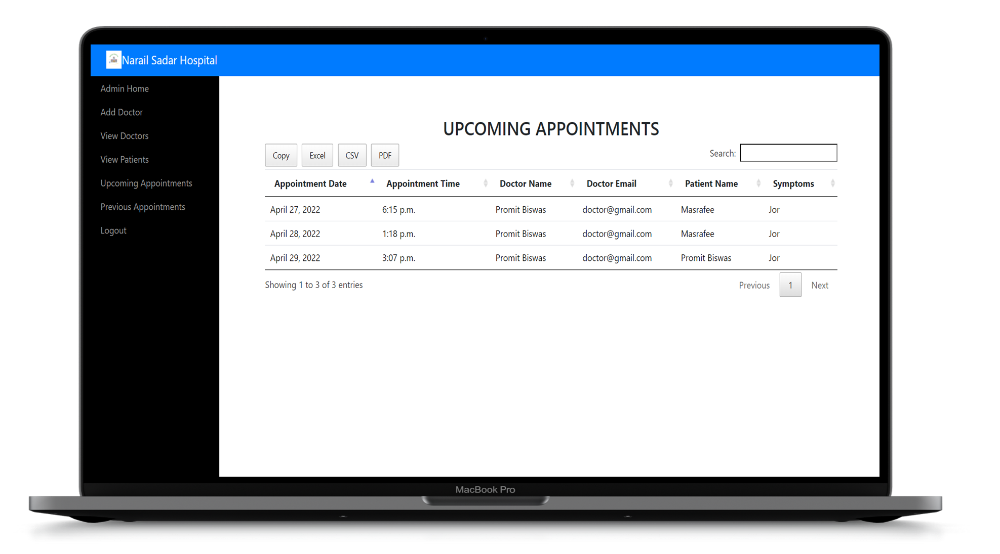 Narail Sadar Hospital
Admin Home
Add Doctor
View Doctors
View Patients
Upcoming Appointments
Previous Appointments
Logout
UPCOMING APPOINTMENTS
Copy Excel CSV PDF Search:
Appointment Date Appointment Time Doctor Name Doctor Email Patient Name Symptoms
April 27, 2022 6:15 p.m. Promit Biswas doctor@gmail.com Masrafee Jor
April 28, 2022 1:18 p.m. Promit Biswas doctor@gmail.com Masrafee Jor
April 29, 2022 3:07 p.m. Promit Biswas doctor@gmail.com Promit Biswas Jor
Showing 1 to 3 of 3 entries Previous 1 Next
MacBook Pro